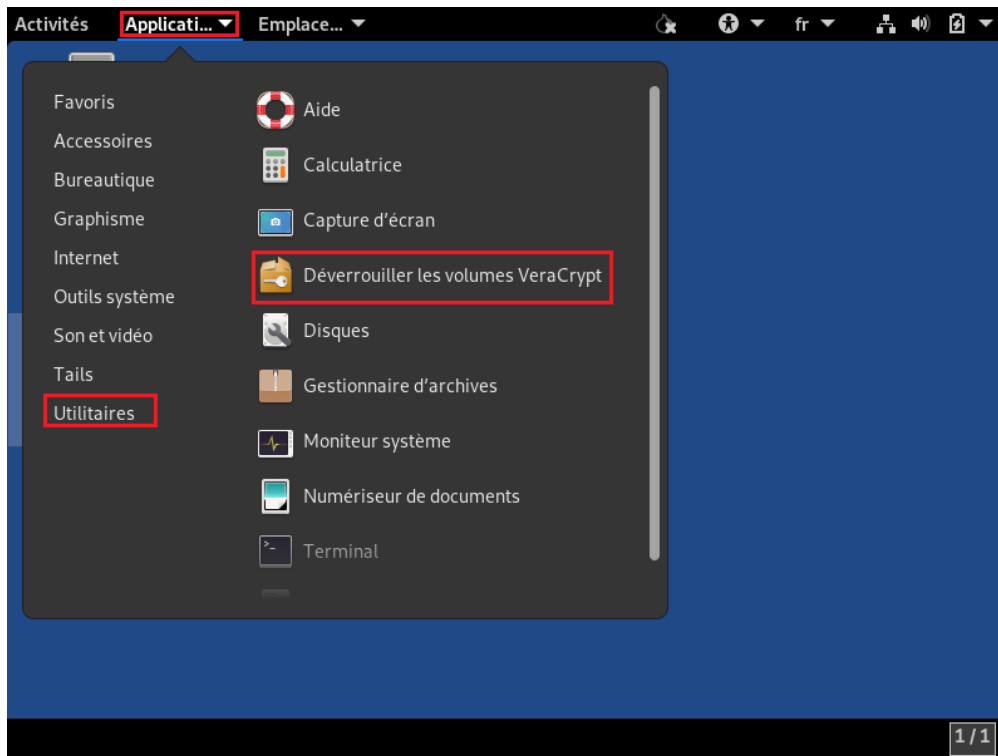 Activités Applicati... Emplace... fr
Favoris
Accessoires
Bureautique
Graphisme
Internet
Outils système
Son et vidéo
Tails
Utilitaires
Aide
Calculatrice
Capture d'écran
Déverrouiller les volumes VeraCrypt
Disques
Gestionnaire d'archives
Moniteur système
Numériseur de documents
Terminal
1 / 1